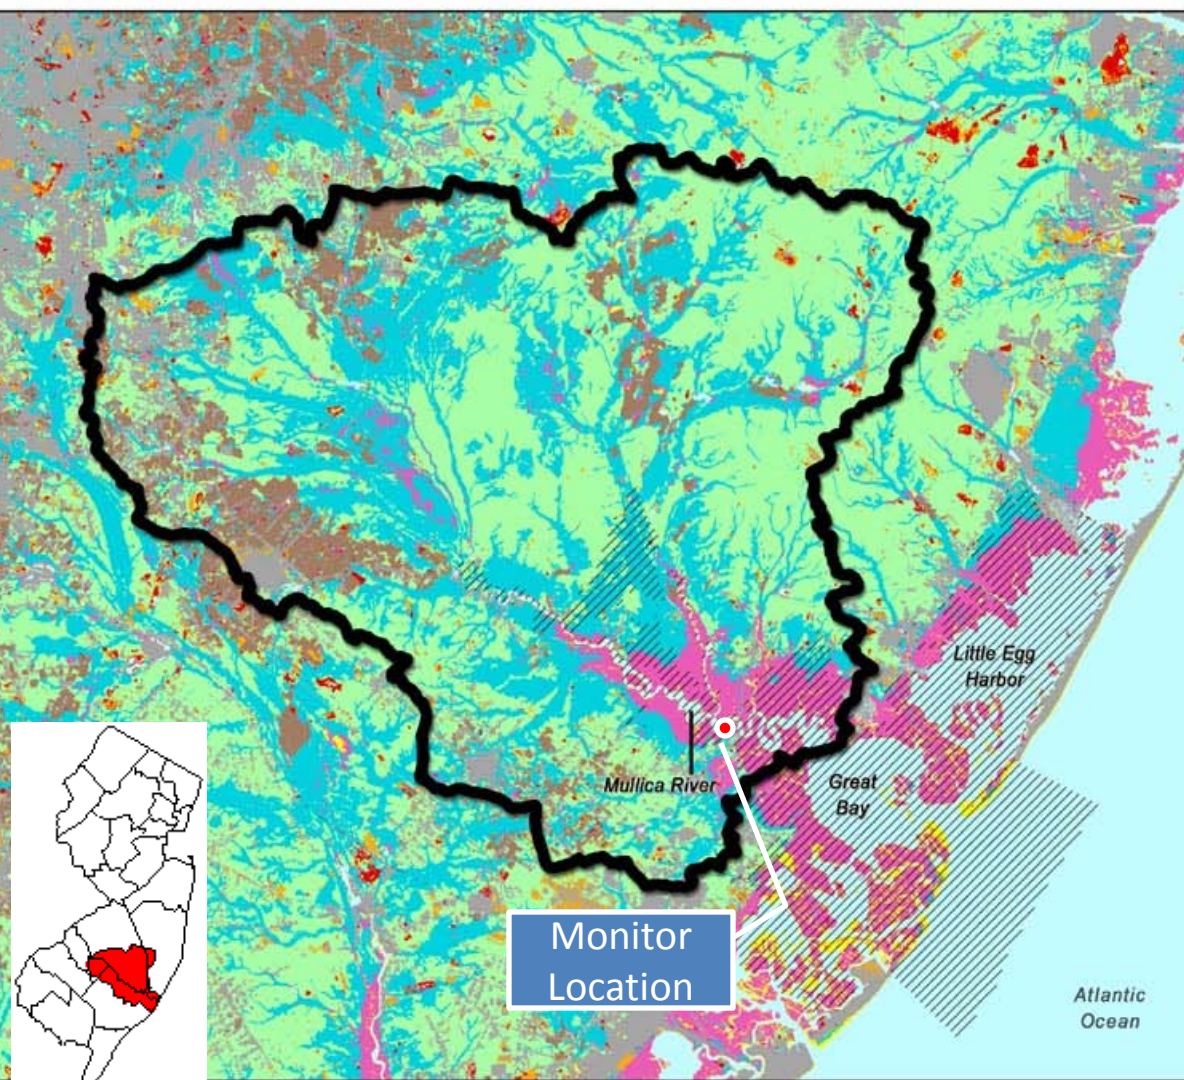 Little Egg
Harbor
Mullica River
Great
Bay
Monitor
Location
Atlantic
Ocean